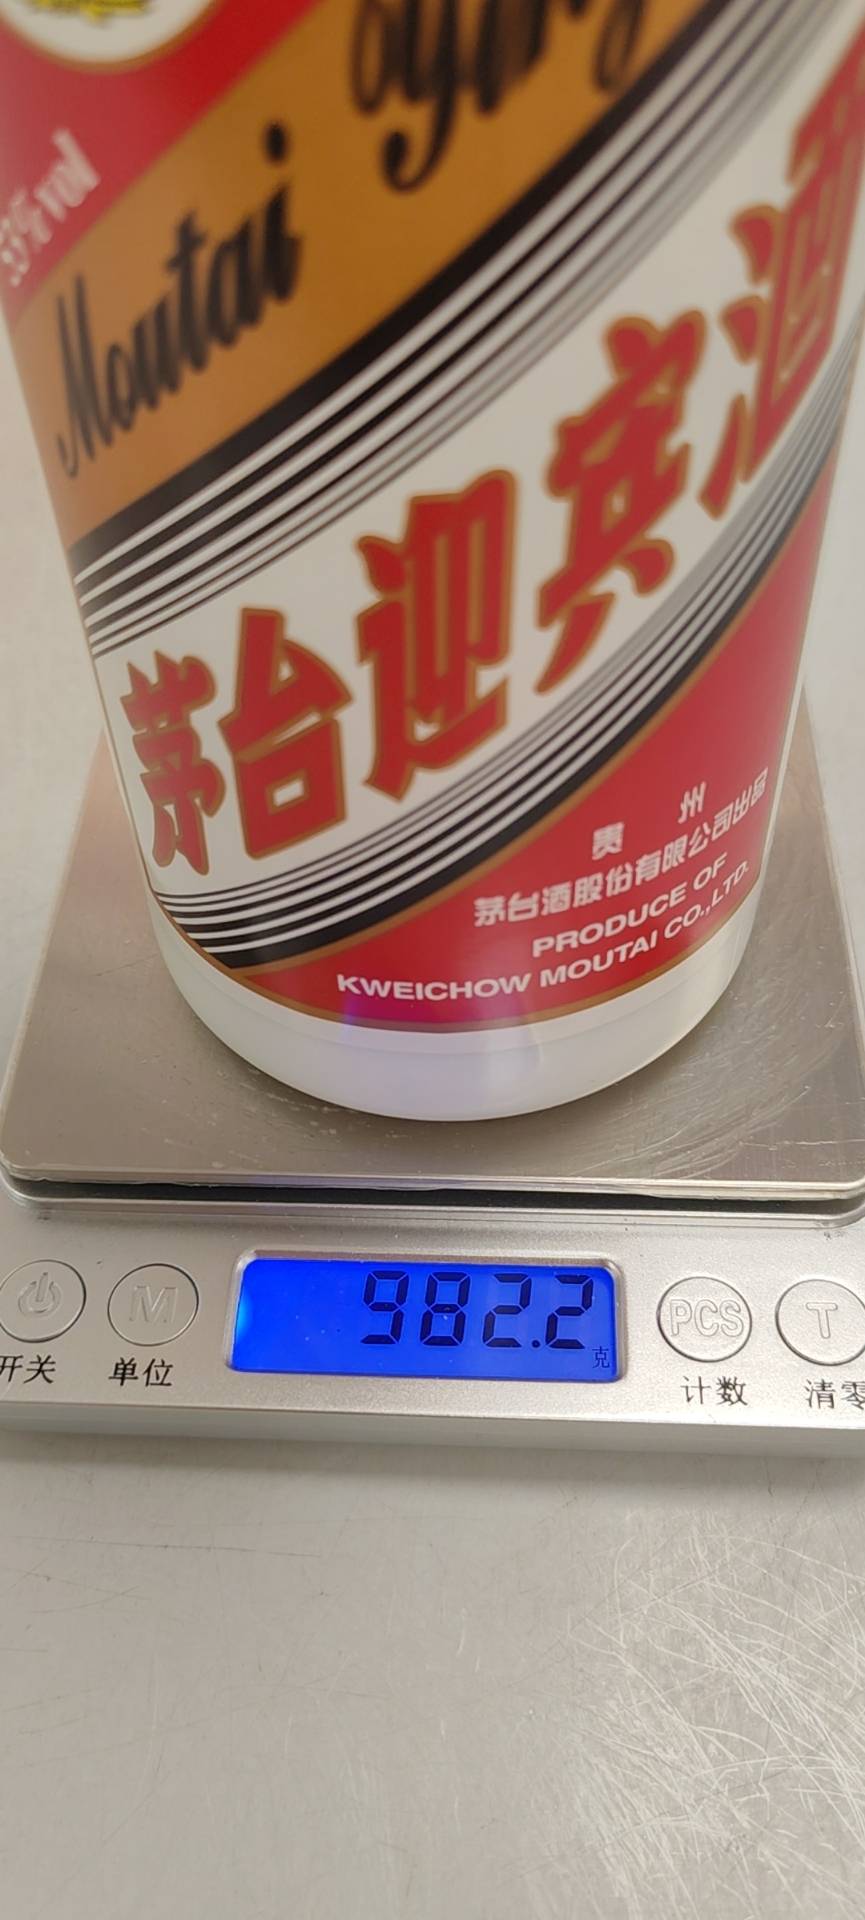 53% vol
Moutai Ying
茅台迎宾酒
贵州
茅台酒股份有限公司出品
PRODUCE OF
KWEICHOW MOUTAI CO.,LTD.
M
982.2
克
PCS
T
开关
单位
计数
清零